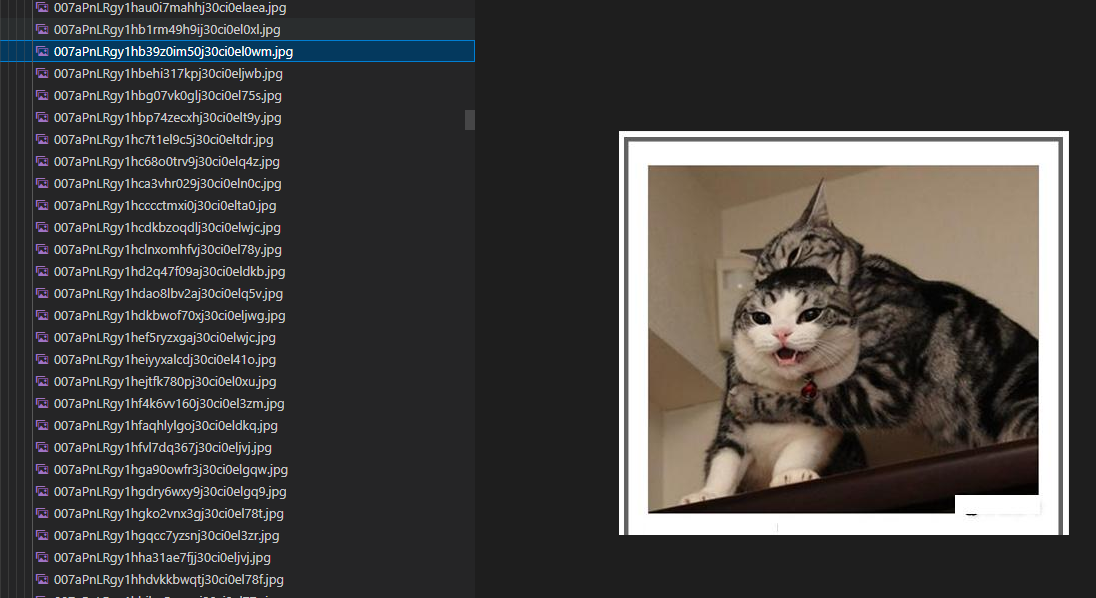 007aPnLRgy1hau0i7mahhj30ci0elaea.jpg
007aPnLRgy1hb1rm49h9ij30ci0el0xl.jpg
007aPnLRgy1hb39z0im50j30ci0el0wm.jpg
007aPnLRgy1hbehi317kpj30ci0eljwb.jpg
007aPnLRgy1hbg07vk0glj30ci0el75s.jpg
007aPnLRgy1hbp74zecxhj30ci0elt9y.jpg
007aPnLRgy1hc7t1el9c5j30ci0eltdr.jpg
007aPnLRgy1hc68o0trv9j30ci0elq4z.jpg
007aPnLRgy1hca3vhr029j30ci0eln0c.jpg
007aPnLRgy1hcccctmxi0j30ci0elta0.jpg
007aPnLRgy1hcdkbzoqdlj30ci0elwjc.jpg
007aPnLRgy1hclnxomhfvj30ci0el78y.jpg
007aPnLRgy1hd2q47f09aj30ci0eldkb.jpg
007aPnLRgy1hdao8lbv2aj30ci0elq5v.jpg
007aPnLRgy1hdkbwof70xj30ci0eljwg.jpg
007aPnLRgy1hef5ryzxgaj30ci0elwjc.jpg
007aPnLRgy1heiyyxalcdj30ci0el41o.jpg
007aPnLRgy1hejtfk780pj30ci0el0xu.jpg
007aPnLRgy1hf4k6vv160j30ci0el3zm.jpg
007aPnLRgy1hfaqhlylgoj30ci0eldkq.jpg
007aPnLRgy1hfvl7dq367j30ci0eljvj.jpg
007aPnLRgy1hga90owfr3j30ci0elgqw.jpg
007aPnLRgy1hgdry6wxy9j30ci0elgq9.jpg
007aPnLRgy1hgko2vnx3gj30ci0el78t.jpg
007aPnLRgy1hgqcc7yzsnj30ci0el3zr.jpg
007aPnLRgy1hha31ae7fjj30ci0eljvj.jpg
007aPnLRgy1hhdvkkbwqtj30ci0el78f.jpg